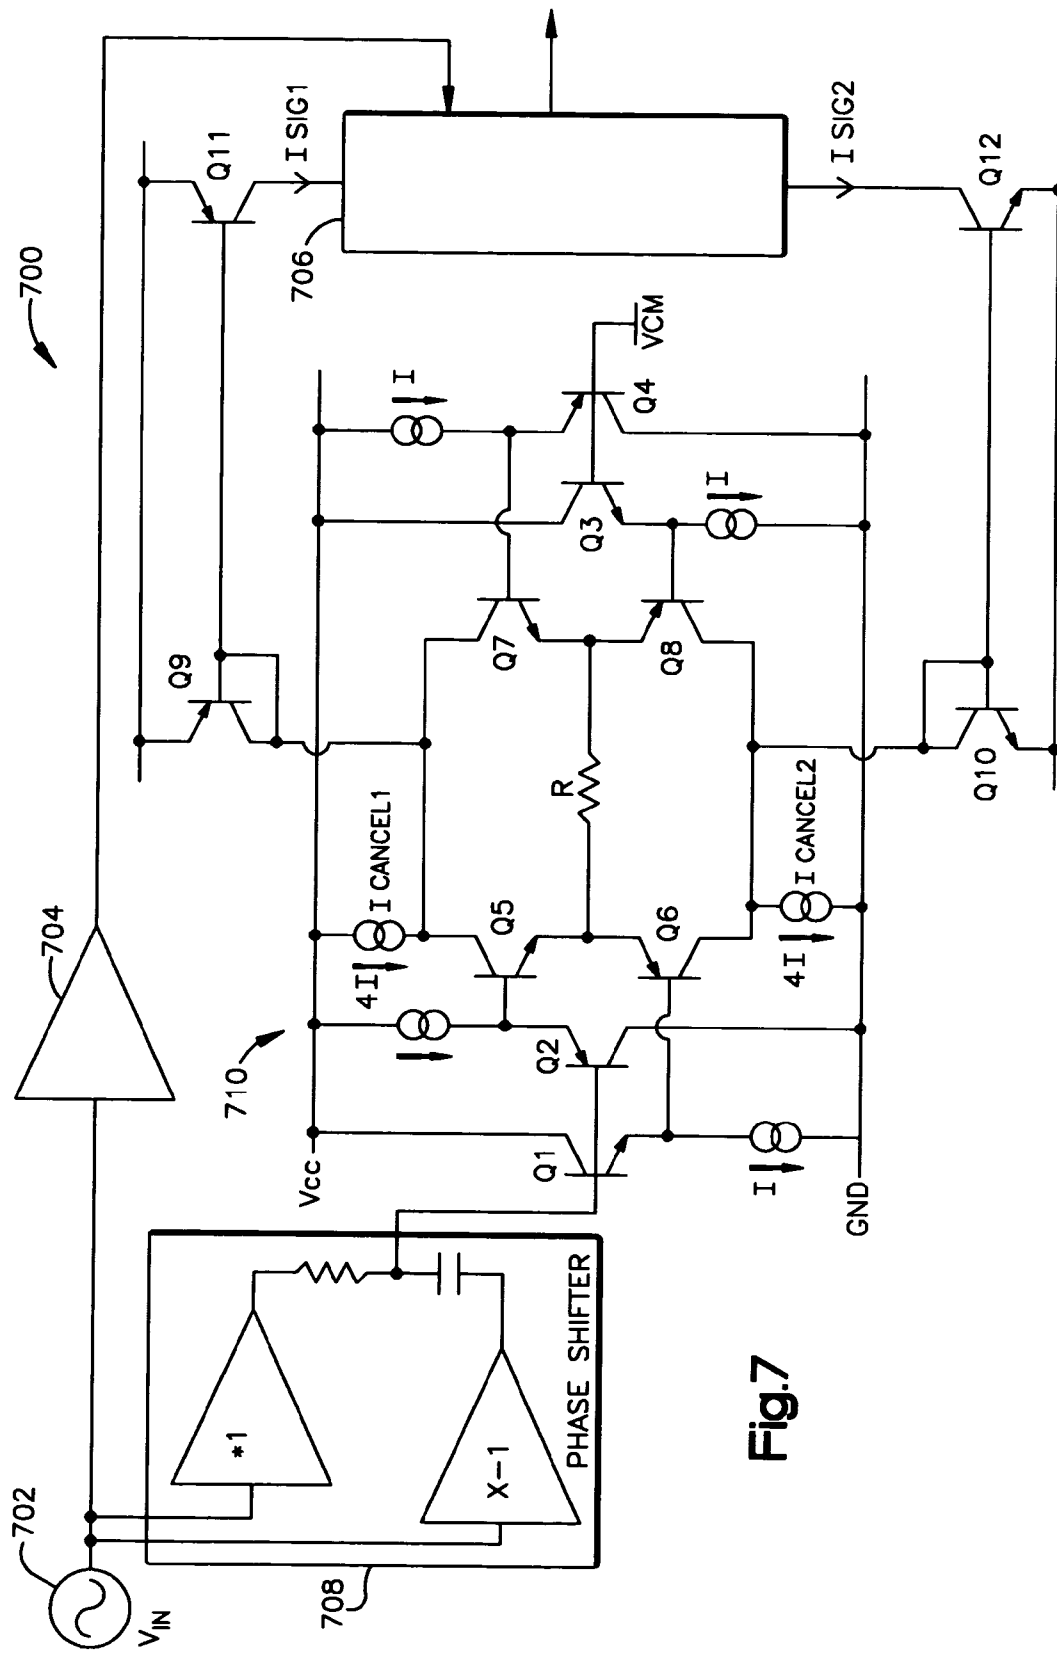 700
702
VIN
704
*1
X-1
PHASE SHIFTER
708
710
Vcc
GND
Q1
I
Q2
4I
I CANCEL1
Q5
Q6
4I
I CANCEL2
R
Q7
Q8
Q3
I
Q4
I
VCM
Q9
Q11
I SIG1
706
I SIG2
Q10
Q12
Fig.7